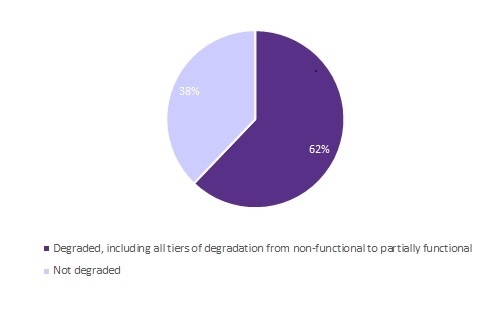 38%
62%
Degraded, including all tiers of degradation from non-functional to partially functional
Not degraded